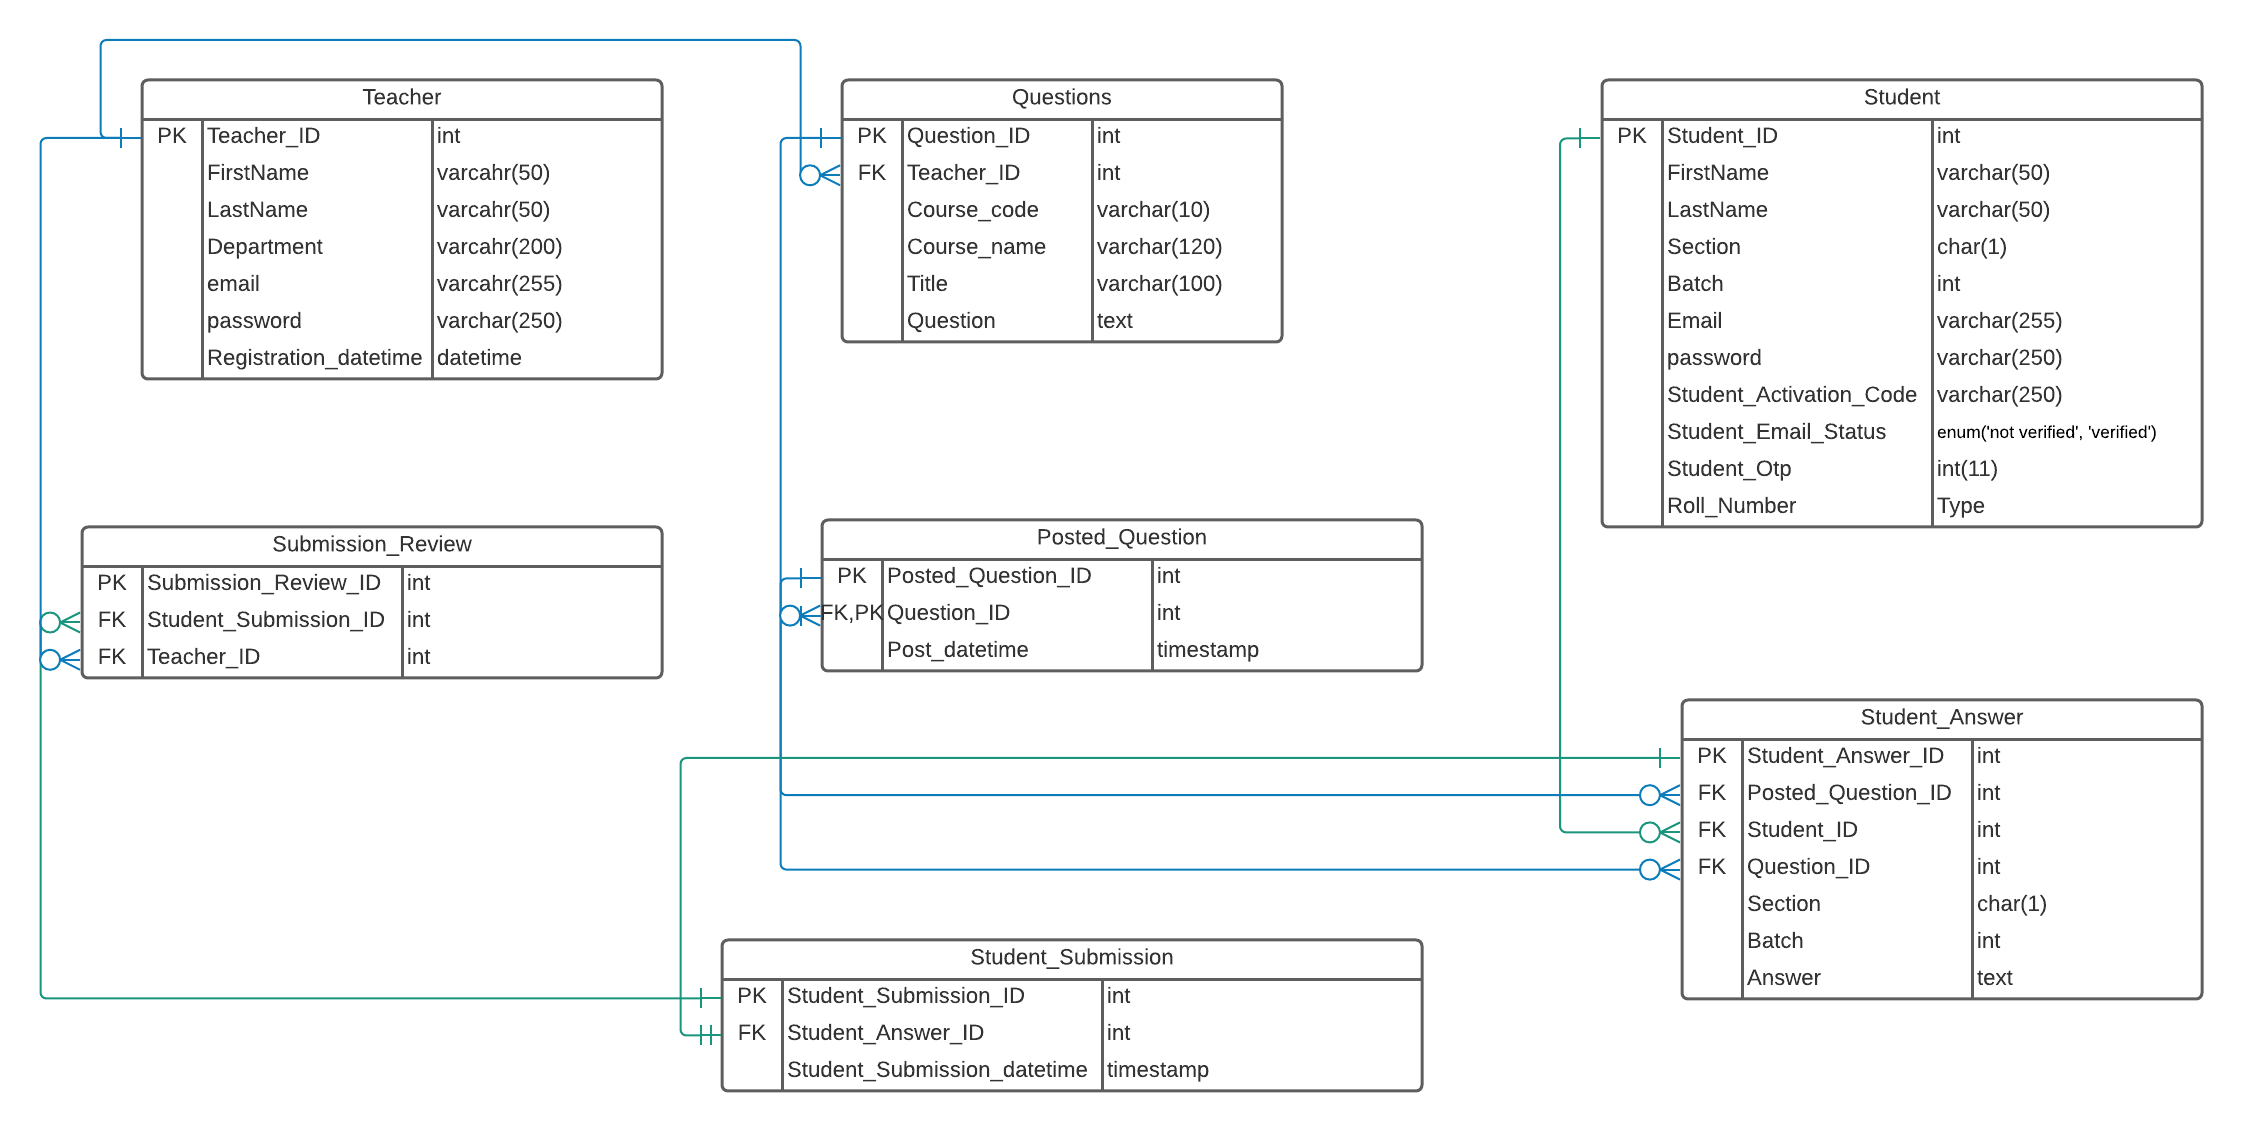 Teacher
PK Teacher_ID int
FirstName varcahr(50)
LastName varcahr(50)
Department varcahr(200)
email varcahr(255)
password varchar(250)
Registration_datetime datetime
Questions
PK Question_ID int
FK Teacher_ID int
Course_code varchar(10)
Course_name varchar(120)
Title varchar(100)
Question text
Student
PK Student_ID int
FirstName varchar(50)
LastName varchar(50)
Section char(1)
Batch int
Email varchar(255)
password varchar(250)
Student_Activation_Code varchar(250)
Student_Email_Status enum('not verified', 'verified')
Student_Otp int(11)
Roll_Number Type
Submission_Review
PK Submission_Review_ID int
FK Student_Submission_ID int
FK Teacher_ID int
Posted_Question
PK Posted_Question_ID int
FK,PK Question_ID int
Post_datetime timestamp
Student_Answer
PK Student_Answer_ID int
FK Posted_Question_ID int
FK Student_ID int
FK Question_ID int
Section char(1)
Batch int
Answer text
Student_Submission
PK Student_Submission_ID int
FK Student_Answer_ID int
Student_Submission_datetime timestamp